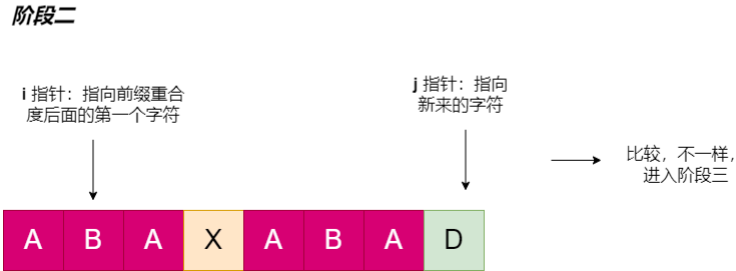 阶段二
i 指针：指向前缀重合
度后面的第一个字符
j 指针：指向
新来的字符
比较，不一样，
进入阶段三
A B A X A B A D